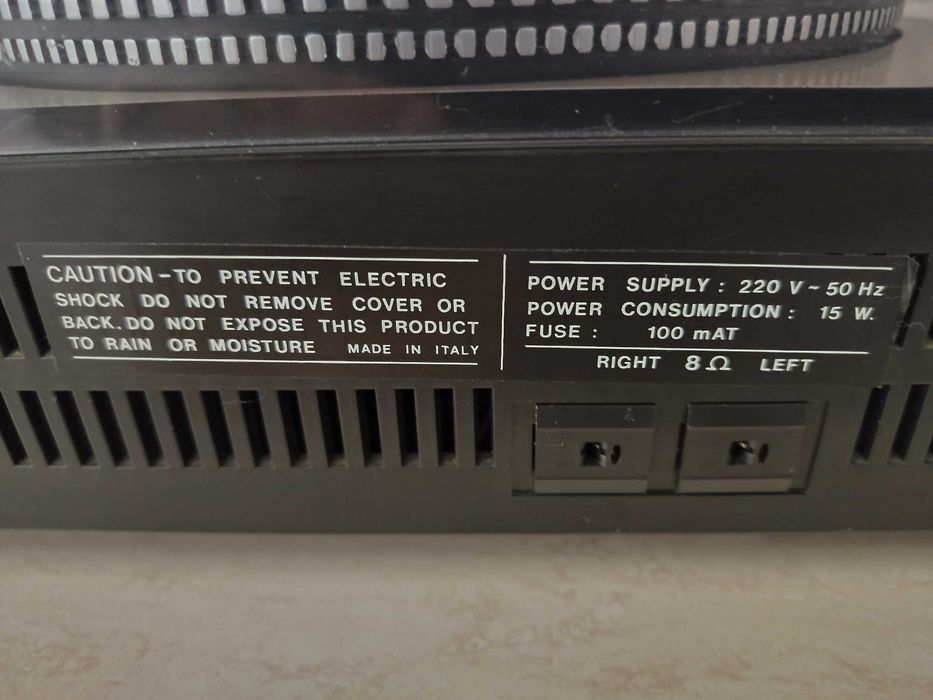 CAUTION - TO PREVENT ELECTRIC
SHOCK DO NOT REMOVE COVER OR
BACK. DO NOT EXPOSE THIS PRODUCT
TO RAIN OR MOISTURE MADE IN ITALY
POWER SUPPLY : 220 V ~ 50 Hz
POWER CONSUMPTION : 15 W.
FUSE : 100 mAT
RIGHT 8 Ω LEFT